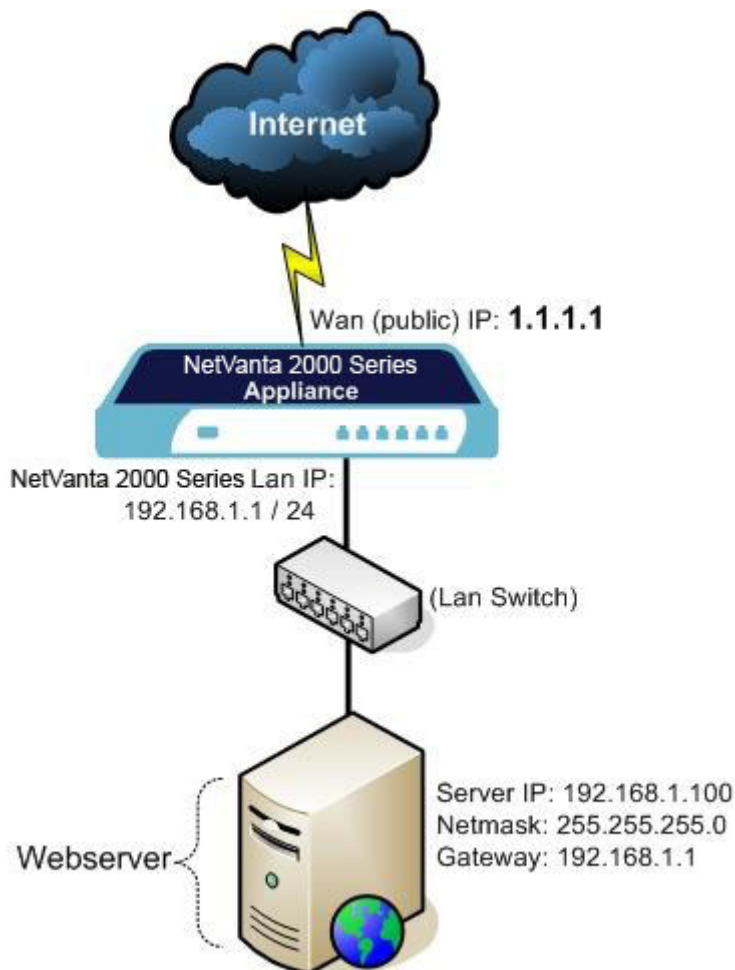 Internet
Wan (public) IP: 1.1.1.1
NetVanta 2000 Series
Appliance
NetVanta 2000 Series Lan IP:
192.168.1.1 / 24
(Lan Switch)
Server IP: 192.168.1.100
Netmask: 255.255.255.0
Gateway: 192.168.1.1
Webserver